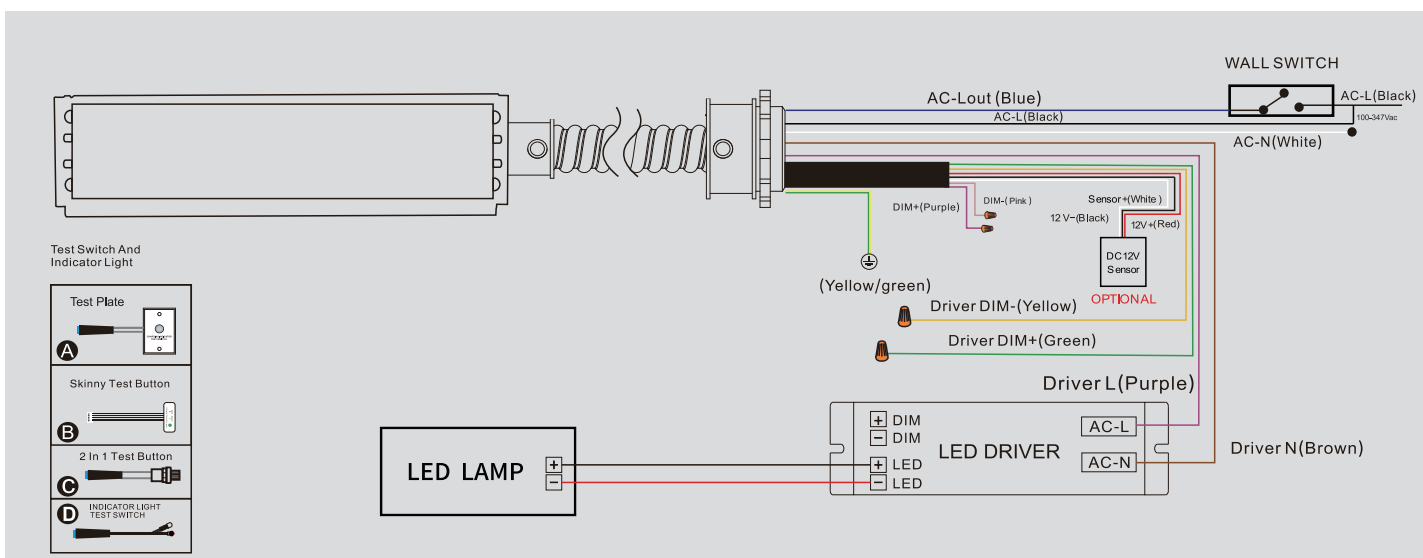 WALL SWITCH
AC-Lout (Blue)
AC-L(Black)
AC-L(Black)
100-347Vac
AC-N(White)
DIM+(Purple)
DIM-(Pink)
Sensor+(White)
12V-(Black)
12V+(Red)
DC12V
Sensor
OPTIONAL
(Yellow/green)
Driver DIM-(Yellow)
Driver DIM+(Green)
Driver L(Purple)
Driver N(Brown)
Test Switch And
Indicator Light
Test Plate
A
Skinny Test Button
B
2 In 1 Test Button
C
INDICATOR LIGHT
TEST SWITCH
D
LED LAMP
+
-
+ DIM
- DIM
+ LED
- LED
LED DRIVER
AC-L
AC-N